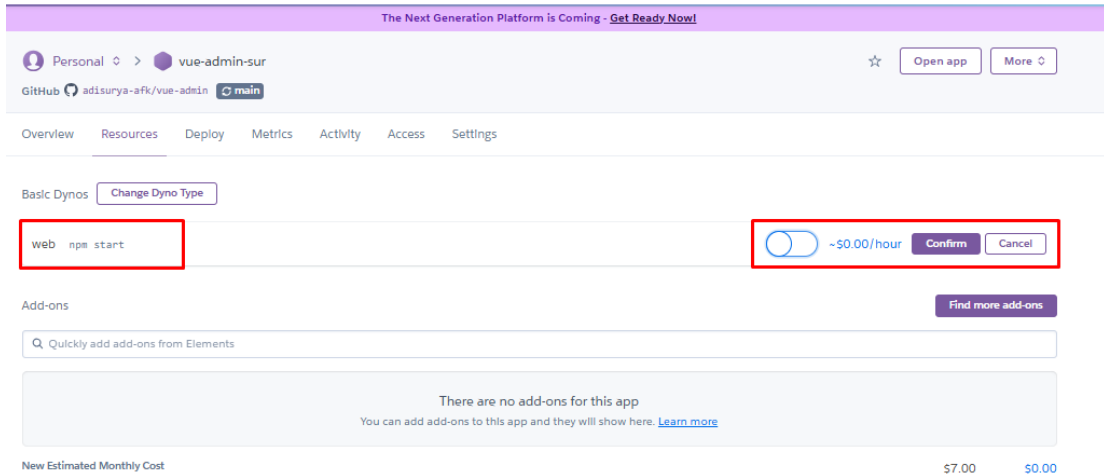 The Next Generation Platform is Coming - Get Ready Now!
Personal > vue-admin-sur Open app More
GitHub adisurya-afk/vue-admin main
Overview Resources Deploy Metrics Activity Access Settings
Basic Dynos Change Dyno Type
web npm start ~$0.00/hour Confirm Cancel
Add-ons Find more add-ons
Quickly add add-ons from Elements
There are no add-ons for this app
You can add add-ons to this app and they will show here. Learn more
New Estimated Monthly Cost $7.00 $0.00